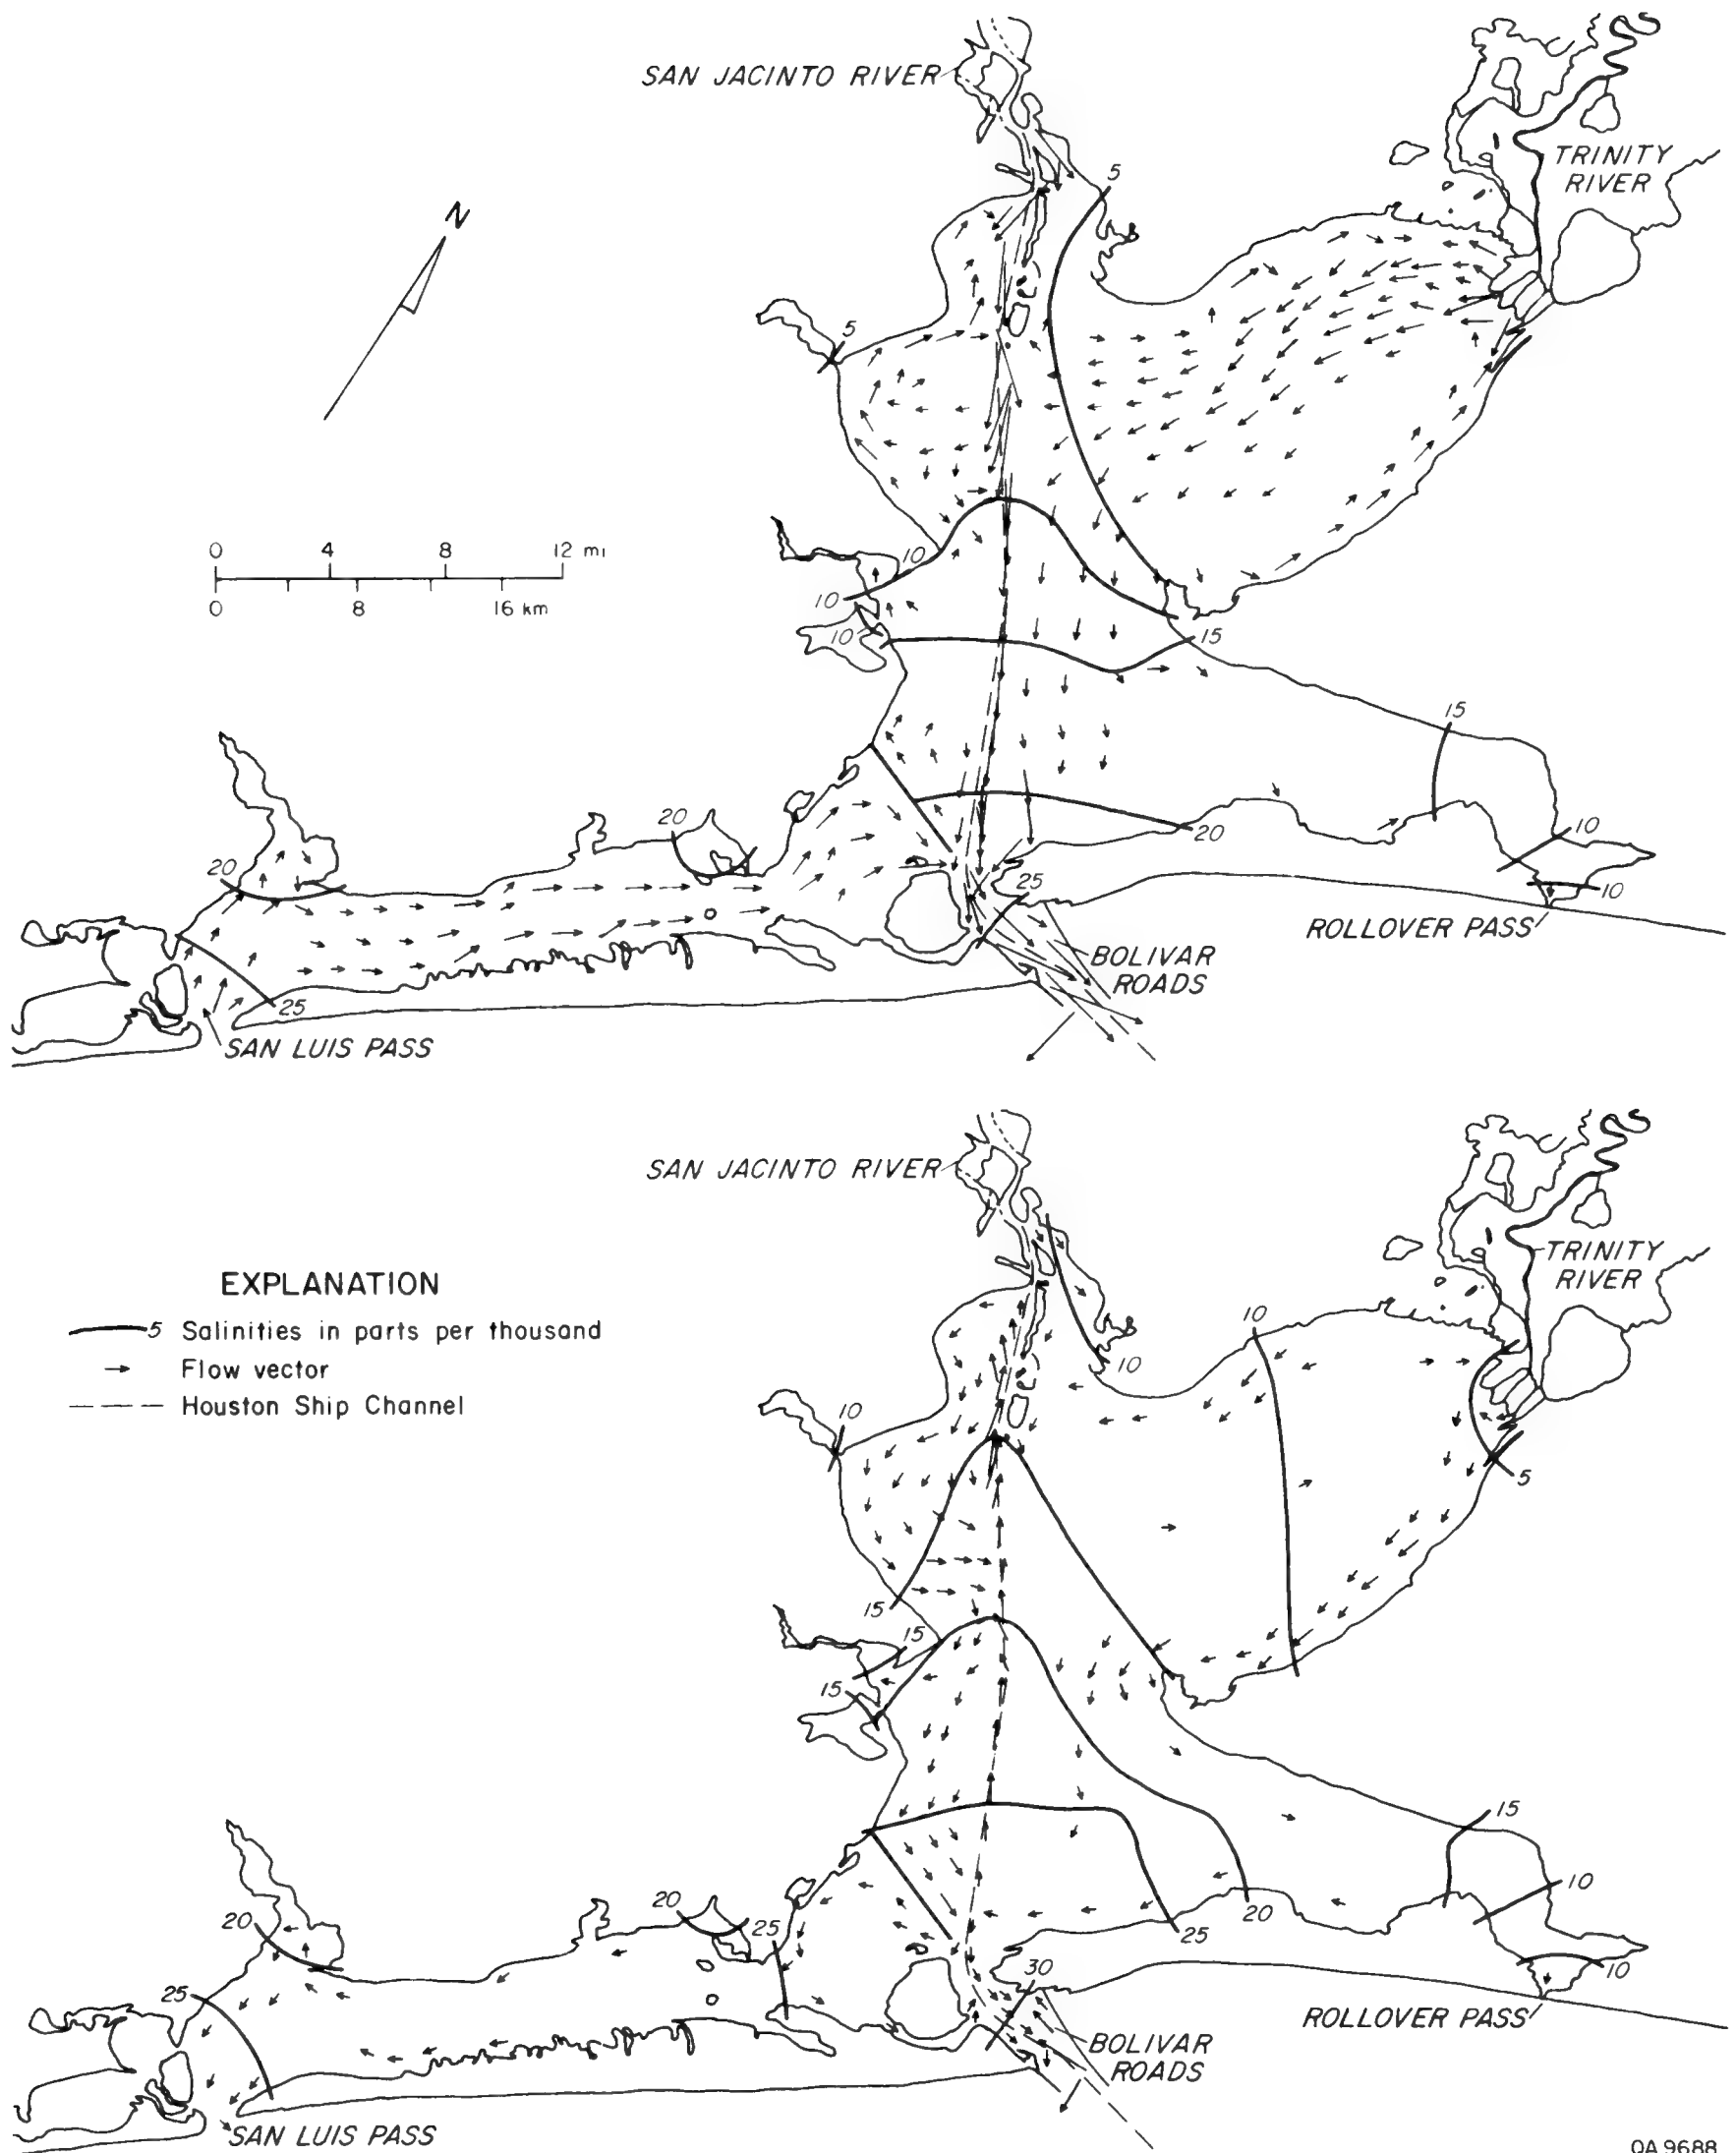 SAN JACINTO RIVER
TRINITY
RIVER
N
5
5
0 4 8 12 mi
0 8 16 km
10
10
10
15
15
20
20
20
10
10
25
25
ROLLOVER PASS
BOLIVAR
ROADS
SAN LUIS PASS
SAN JACINTO RIVER
TRINITY
RIVER
EXPLANATION
5 Salinities in parts per thousand
Flow vector
Houston Ship Channel
10
10
10
5
15
15
15
15
10
20
20
20
25
25
25
10
30
ROLLOVER PASS
BOLIVAR
ROADS
SAN LUIS PASS
QA 9688